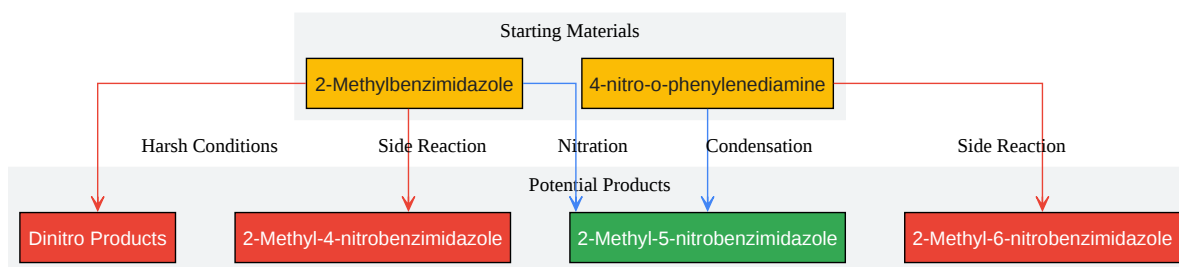 Starting Materials
2-Methylbenzimidazole
4-nitro-o-phenylenediamine
Harsh Conditions
Side Reaction
Nitration
Condensation
Side Reaction
Potential Products
Dinitro Products
2-Methyl-4-nitrobenzimidazole
2-Methyl-5-nitrobenzimidazole
2-Methyl-6-nitrobenzimidazole